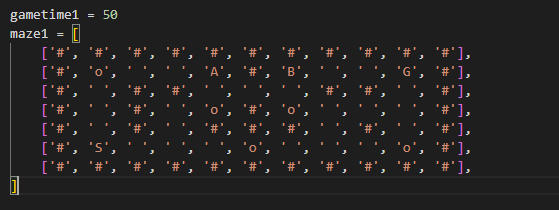 gametime1 = 50
maze1 = [
['#', '#', '#', '#', '#', '#', '#', '#', '#', '#', '#'],
['#', 'o', ' ', ' ', 'A', '#', 'B', ' ', ' ', 'G', '#'],
['#', ' ', '#', '#', ' ', ' ', ' ', '#', '#', ' ', '#'],
['#', ' ', '#', ' ', 'o', '#', 'o', ' ', ' ', ' ', '#'],
['#', ' ', '#', ' ', '#', '#', '#', ' ', '#', ' ', '#'],
['#', 'S', ' ', ' ', ' ', 'o', ' ', ' ', ' ', 'o', '#'],
['#', '#', '#', '#', '#', '#', '#', '#', '#', '#', '#'],
]